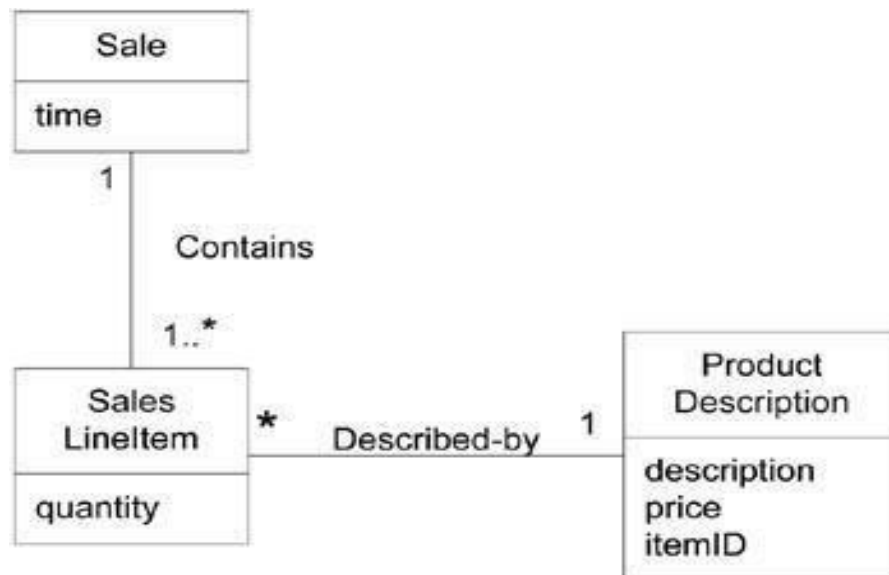 Sale
time
1
Contains
1..*
Sales
LineItem
quantity
*
Described-by
1
Product
Description
description
price
itemID